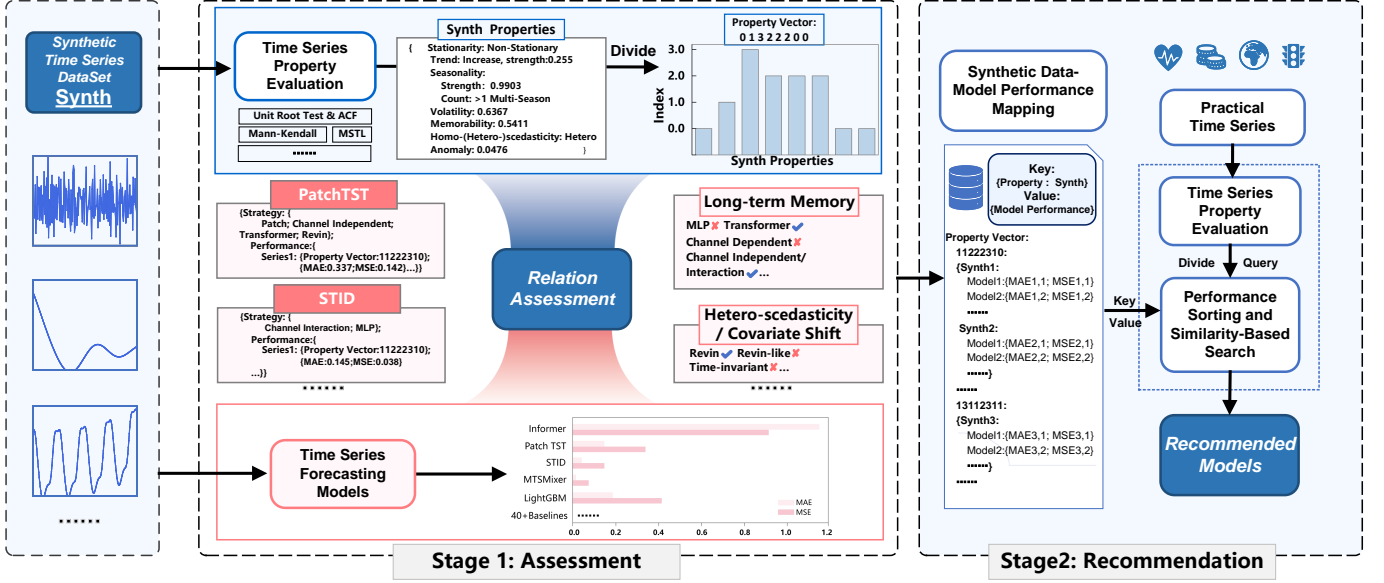 Synthetic
Time Series
DataSet
Synth
......
Time Series
Property
Evaluation
Unit Root Test & ACF
Mann-Kendall
MSTL
......
Synth Properties
{ Stationarity: Non-Stationary
Trend: Increase, strength:0.255
Seasonality:
Strength: 0.9903
Count: >1 Multi-Season
Volatility: 0.6367
Memorability: 0.5411
Homo-(Hetero-)scedasticity: Hetero
Anomaly: 0.0476 }
Divide
Property Vector:
0 1 3 2 2 2 0 0
3.0
2.0
1.0
0.0
Index
Synth Properties
PatchTST
{Strategy: {
Patch; Channel Independent;
Transformer; Revin};
Performance:{
Series1: {Property Vector:11222310};
{MAE:0.337;MSE:0.142}...}}
STID
{Strategy: {
Channel Interaction; MLP};
Performance:{
Series1: {Property Vector:11222310};
{MAE:0.145;MSE:0.038}
...}}
......
Relation
Assessment
Long-term Memory
MLP✘ Transformer✔
Channel Dependent✘
Channel Independent/
Interaction✔...
Hetero-scedasticity
/ Covariate Shift
Revin✔ Revin-like✘
Time-invariant✘...
......
Time Series
Forecasting
Models
Informer
Patch TST
STID
MTSMixer
LightGBM
40+Baselines
......
MAE
MSE
0.0 0.2 0.4 0.6 0.8 1.0 1.2
Stage 1: Assessment
Synthetic Data-
Model Performance
Mapping
Key:
{Property : Synth}
Value:
{Model Performance}
Property Vector:
11222310:
{Synth1:
Model1:{MAE1,1; MSE1,1}
Model2:{MAE1,2; MSE1,2}
......
Synth2:
Model1:{MAE2,1; MSE2,1}
Model2:{MAE2,2; MSE2,2}
......}
......
13112311:
{Synth3:
Model1:{MAE3,1; MSE3,1}
Model2:{MAE3,2; MSE3,2}
......}
......
Key
Value
Practical
Time Series
Time Series
Property
Evaluation
Divide Query
Performance
Sorting and
Similarity-Based
Search
Recommended
Models
Stage2: Recommendation